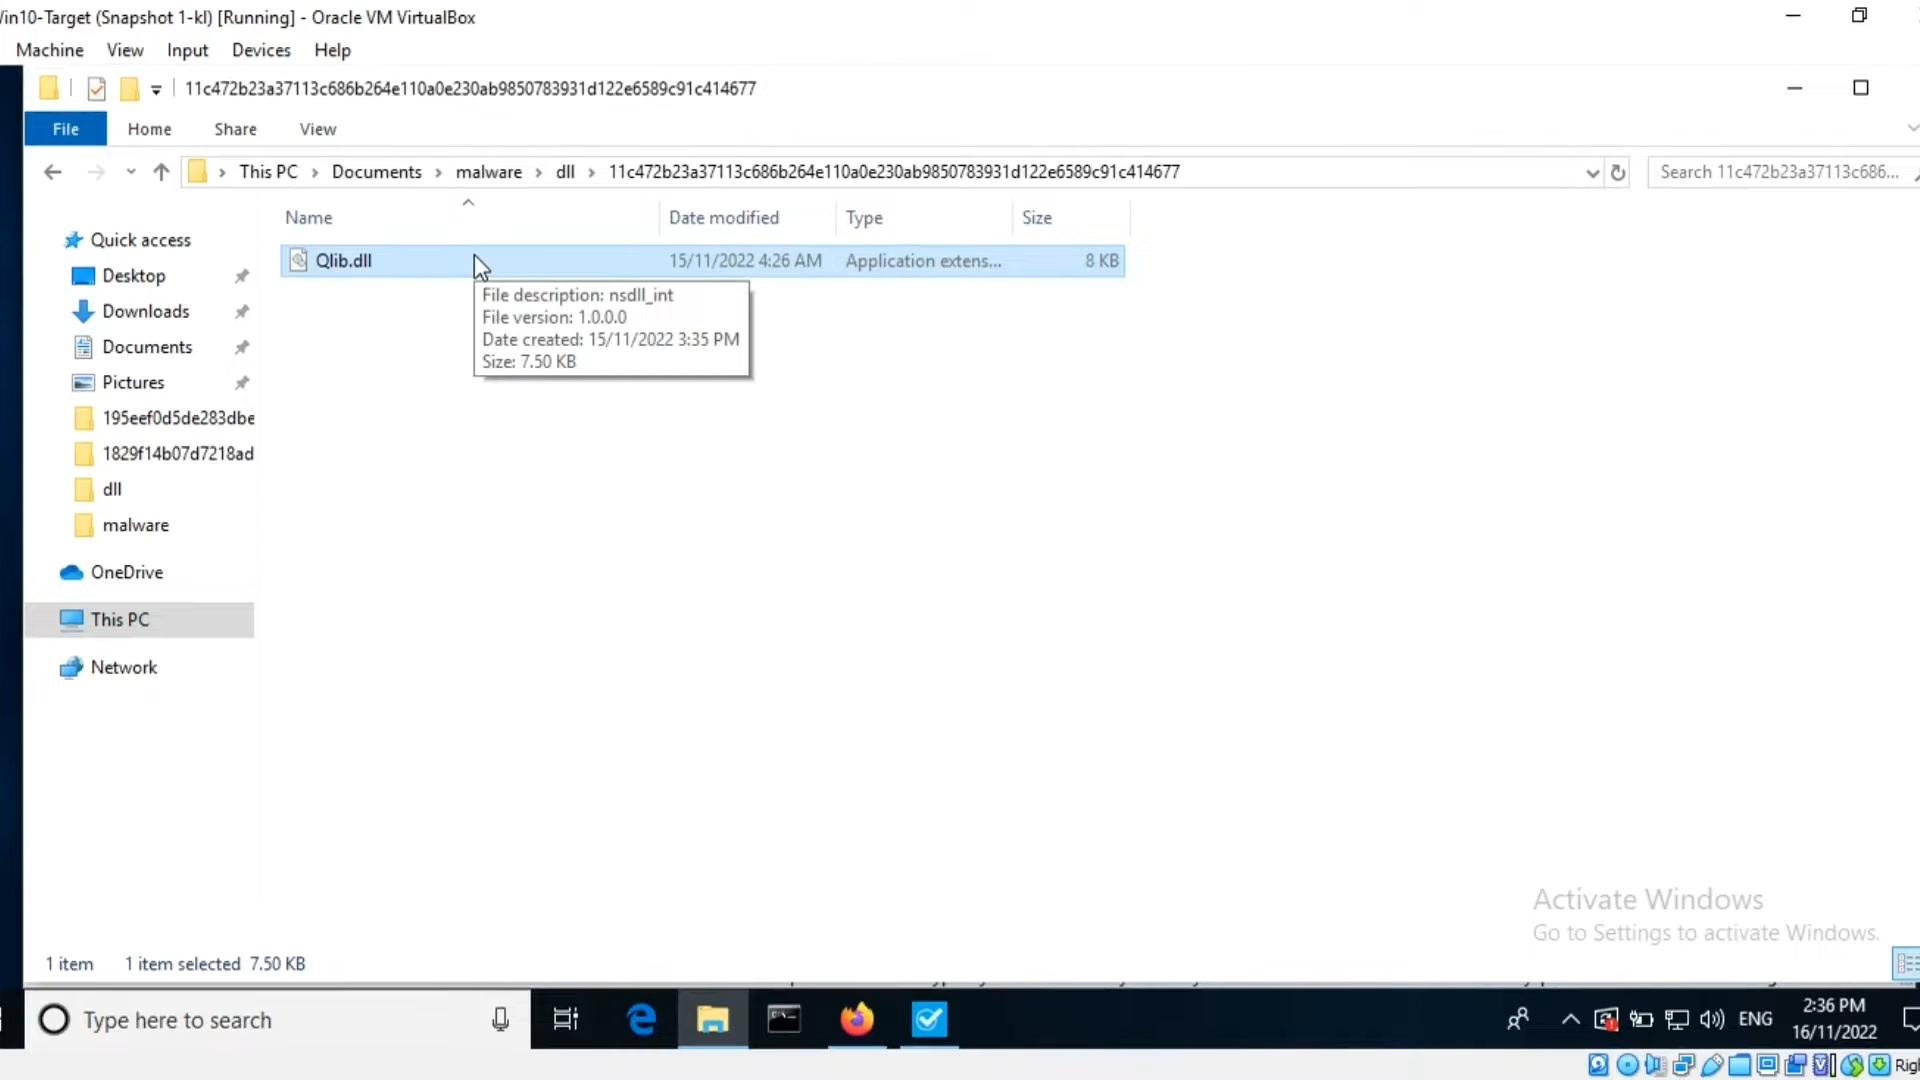 in10-Target (Snapshot 1-kl) [Running] - Oracle VM VirtualBox
Machine View Input Devices Help
11c472b23a37113c686b264e110a0e230ab9850783931d122e6589c91c414677
File Home Share View
This PC › Documents › malware › dll › 11c472b23a37113c686b264e110a0e230ab9850783931d122e6589c91c414677
Search 11c472b23a37113c686...
Name Date modified Type Size
Quick access
Desktop
Downloads
Documents
Pictures
195eef0d5de283dbe
1829f14b07d7218ad
dll
malware
OneDrive
This PC
Network
Qlib.dll 15/11/2022 4:26 AM Application extens... 8 KB
File description: nsdll_int
File version: 1.0.0.0
Date created: 15/11/2022 3:35 PM
Size: 7.50 KB
Activate Windows
Go to Settings to activate Windows.
1 item 1 item selected 7.50 KB
Type here to search
ENG
2:36 PM
16/11/2022
Rig